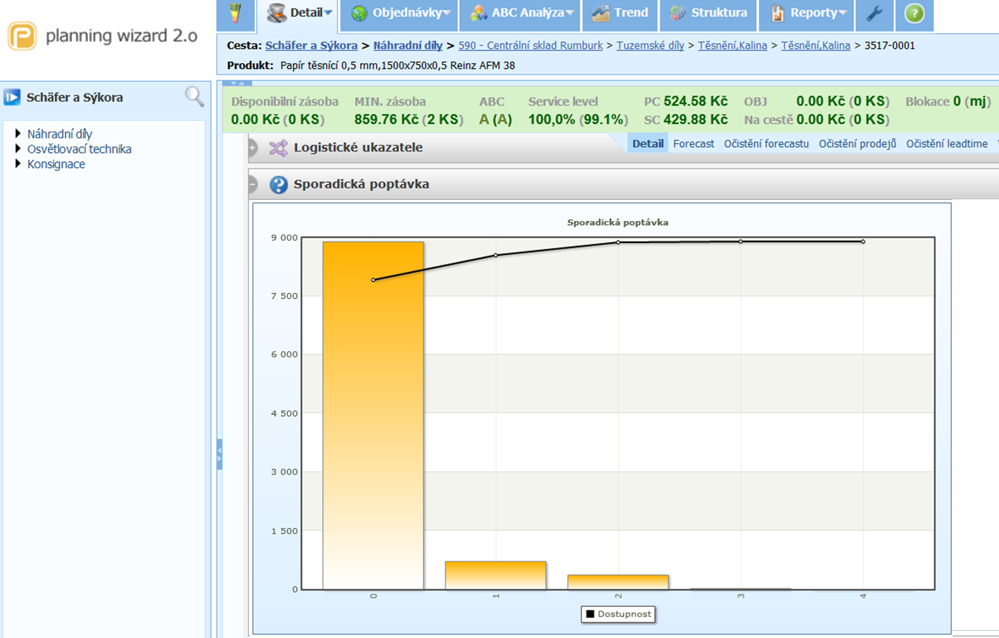 planning wizard 2.0
Detail Objednávky ABC Analýza Trend Struktura Reporty ?
Cesta: Schäfer a Sýkora > Náhradní díly > 590 - Centrální sklad Rumburk > Tuzemské díly > Těsnění,Kalina > Těsnění,Kalina > 3517-0001
Produkt: Papír těsnící 0,5 mm,1500x750x0,5 Reinz AFM 38
Schäfer a Sýkora
Náhradní díly
Osvětlovací technika
Konsignace
Disponibilní zásoba MIN. zásoba ABC Service level PC 524.58 Kč OBJ 0.00 Kč (0 KS) Blokace 0 (mj)
0.00 Kč (0 KS) 859.76 Kč (2 KS) A (A) 100,0% (99.1%) SC 429.88 Kč Na cestě 0.00 Kč (0 KS)
Logistické ukazatele Detail Forecast Očistění forecastu Očistění prodejů Očistění leadtime
? Sporadická poptávka
Sporadická poptávka
9 000
7 500
6 000
4 500
3 000
1 500
0
0 1 2 3 4
Dostupnost